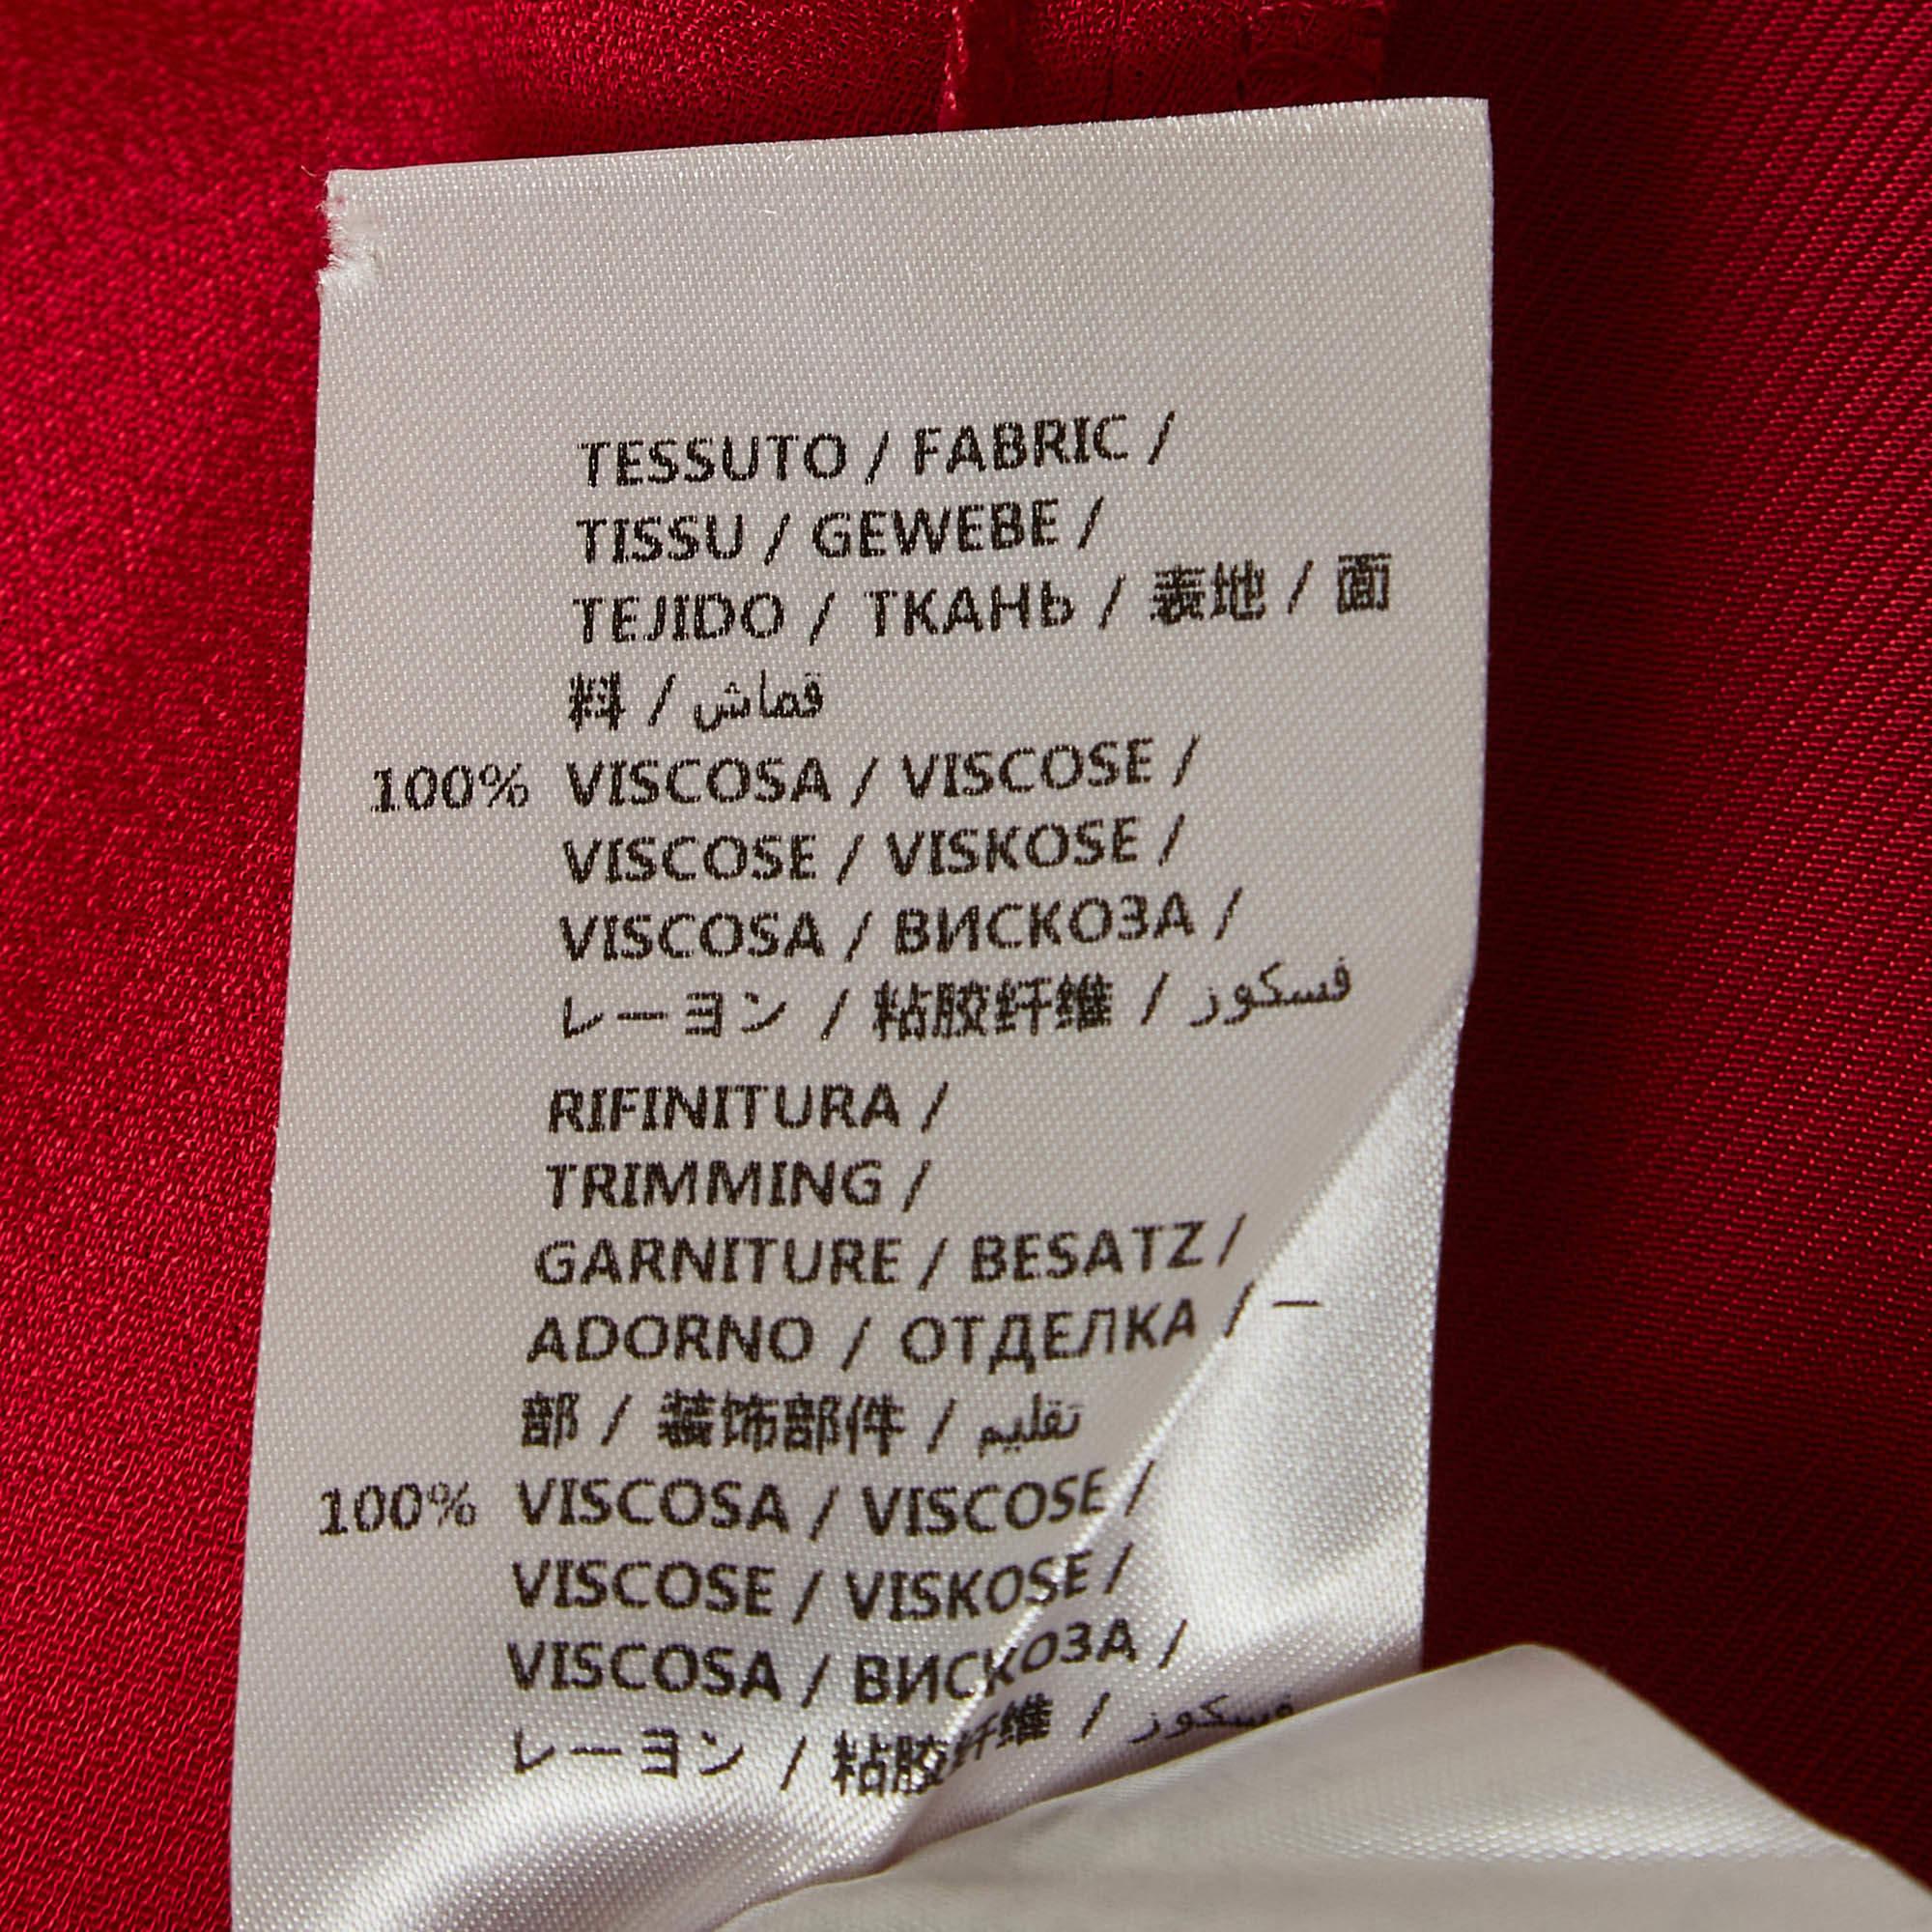 TESSUTO / FABRIC /
TISSU / GEWEBE /
TEJIDO / ТКАНЬ / 表地 / 面
料 / قماش
100% VISCOSA / VISCOSE /
VISCOSE / VISKOSE /
VISCOSA / ВИСКОЗА /
レーヨン / 粘胶纤维 / فسكوز
RIFINITURA /
TRIMMING /
GARNITURE / BESATZ /
ADORNO / ОТДЕЛКА / 一
部 / 装饰部件 / تقليم
100% VISCOSA / VISCOSE /
VISCOSE / VISKOSE /
VISCOSA / ВИСКОЗА /
レーヨン / 粘胶纤维 / فسكوز